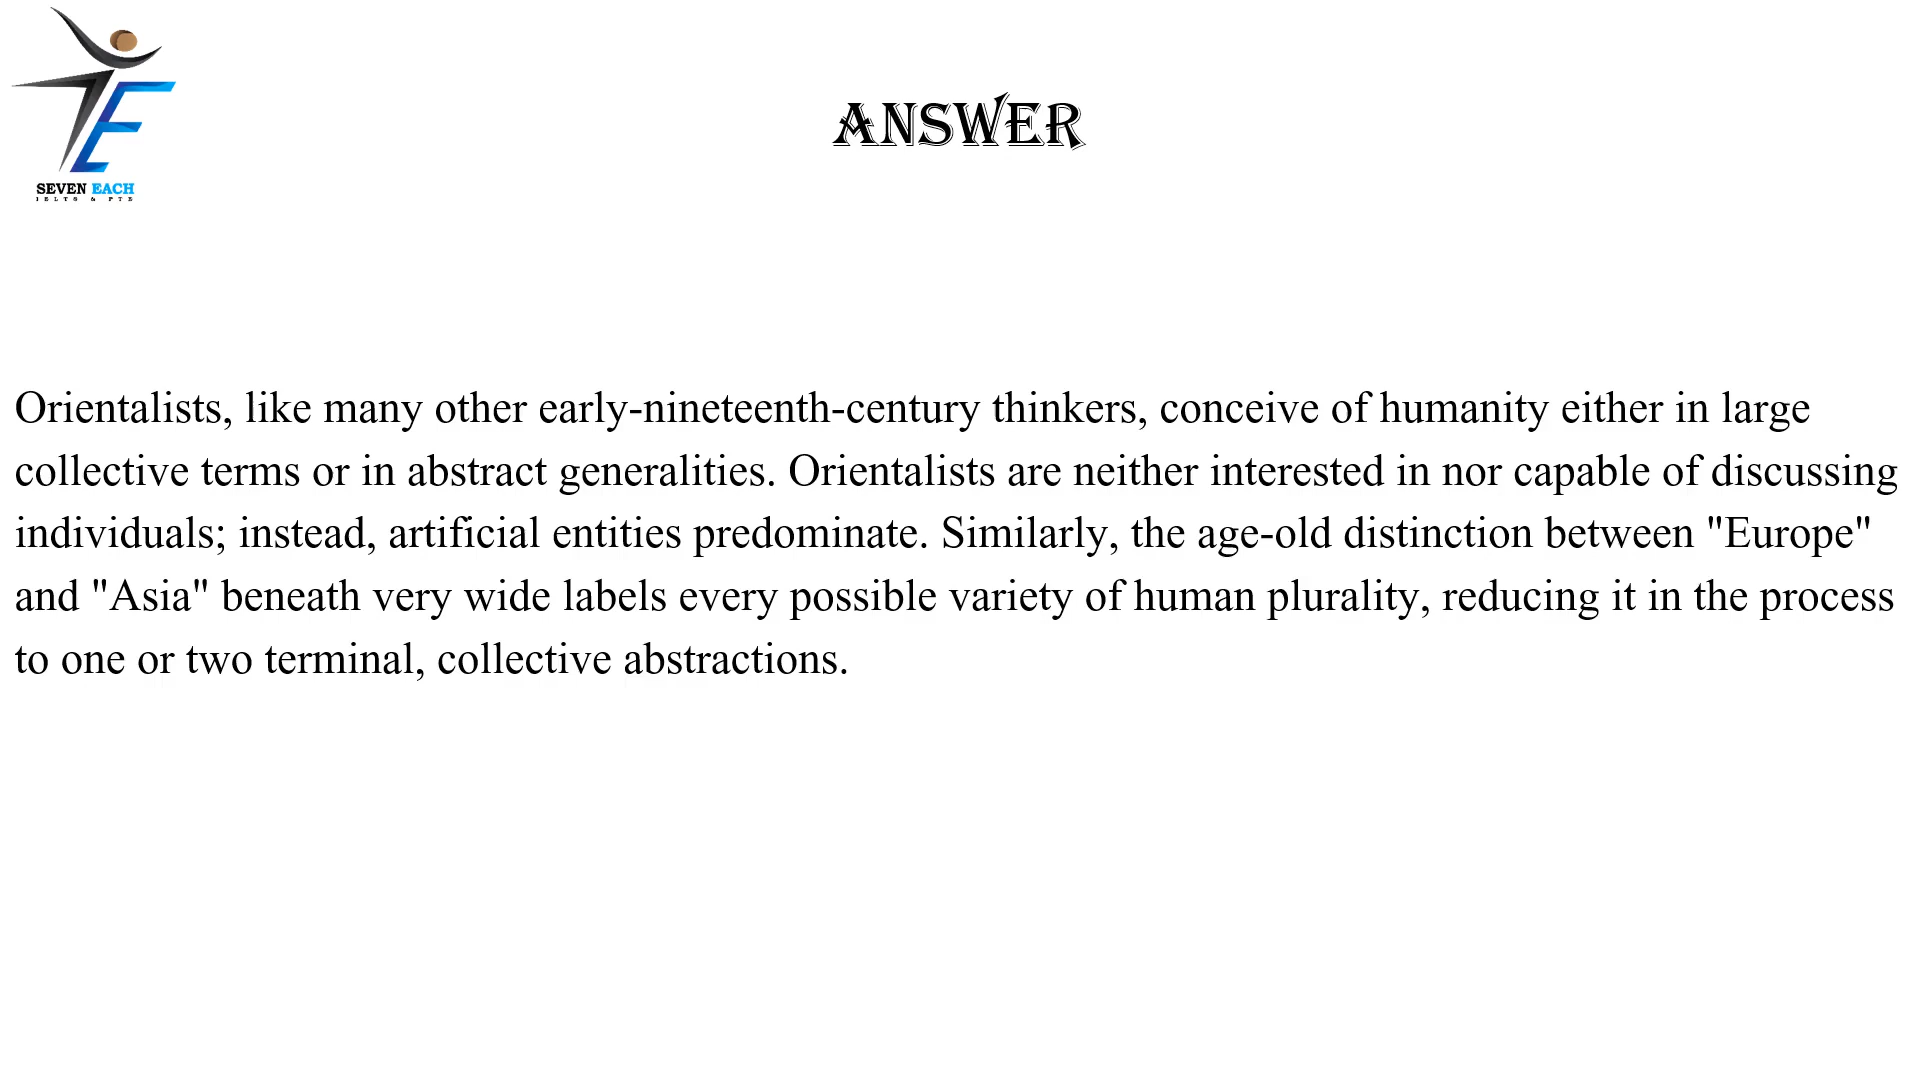 SEVEN EACH
IELTS & PTE
ANSWER
Orientalists, like many other early-nineteenth-century thinkers, conceive of humanity either in large
collective terms or in abstract generalities. Orientalists are neither interested in nor capable of discussing
individuals; instead, artificial entities predominate. Similarly, the age-old distinction between "Europe"
and "Asia" beneath very wide labels every possible variety of human plurality, reducing it in the process
to one or two terminal, collective abstractions.